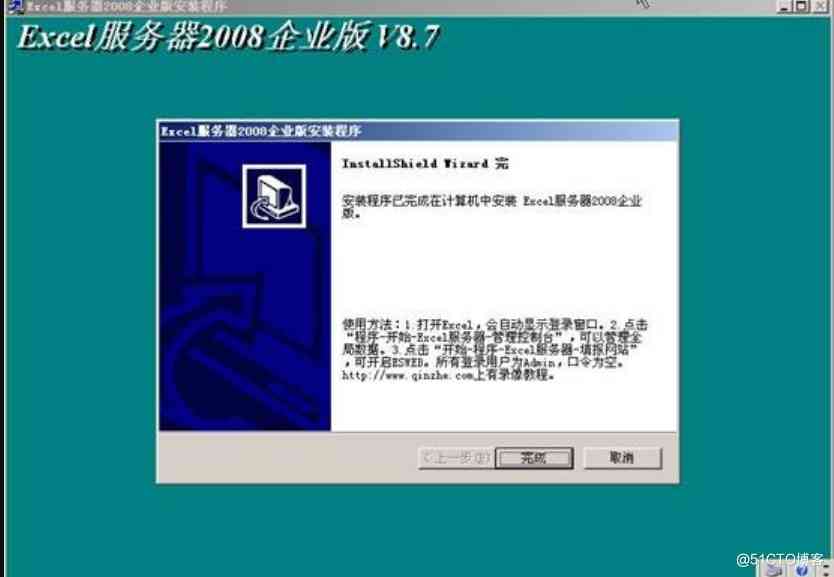 Excel服务器2008企业版安装程序
Excel服务器2008企业版 V8.7
Excel服务器2008企业版安装程序
InstallShield Wizard 完
安装程序已完成在计算机中安装 Excel服务器2008企业
版。
使用方法：1.打开Excel，会自动显示登录窗口。2.点击
“程序-开始-Excel服务器-管理控制台”，可以管理全
局数据。3.点击“开始-程序-Excel服务器-填报网站”
，可开启ESWEB。所有登录用户为Admin，口令为空。
http://www.qinzhe.com上有录像教程。
< 上一步(B) 完成 取消
@51CTO博客